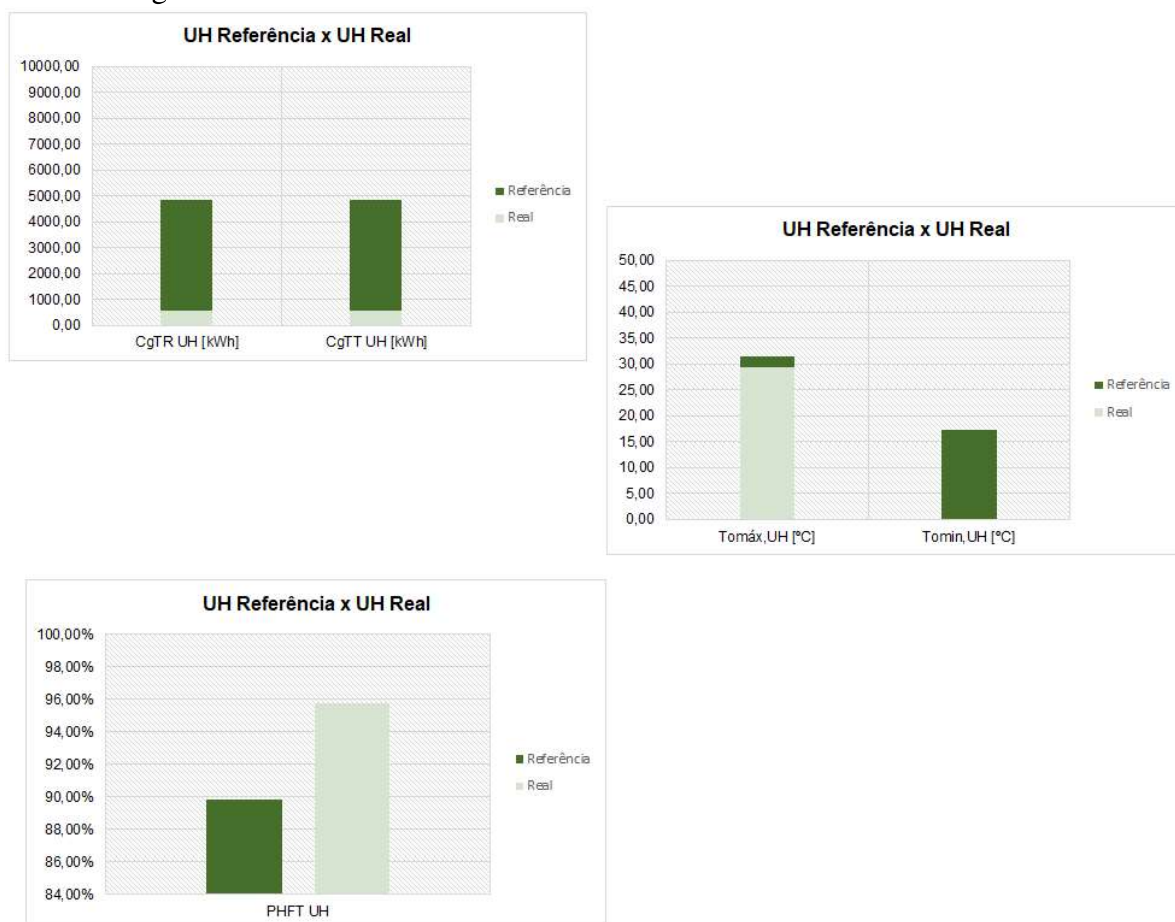 UH Referência x UH Real
10000,00
9000,00
8000,00
7000,00
6000,00
5000,00
4000,00
3000,00
2000,00
1000,00
0,00
CgTR UH [kWh] CgTT UH [kWh]
Referência
Real
UH Referência x UH Real
50,00
45,00
40,00
35,00
30,00
25,00
20,00
15,00
10,00
5,00
0,00
Tomáx,UH [°C] Tomin,UH [°C]
Referência
Real
UH Referência x UH Real
100,00%
98,00%
96,00%
94,00%
92,00%
90,00%
88,00%
86,00%
84,00%
PHFT UH
Referência
Real